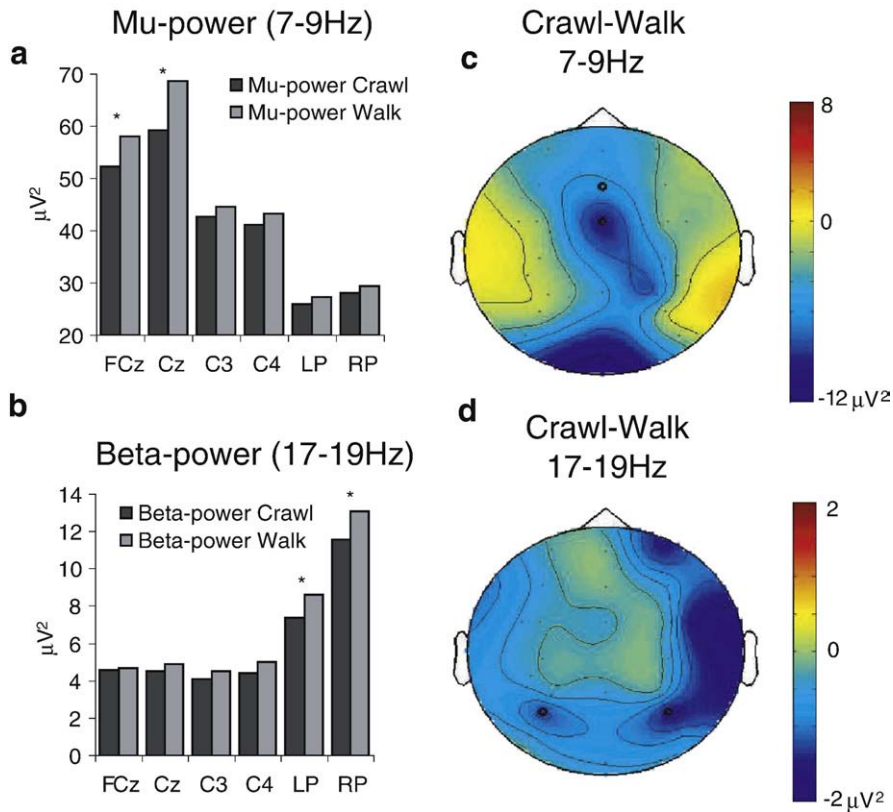 Mu-power (7-9Hz)
a
70
60
50
40
30
20
μV²
* *
Mu-power Crawl
Mu-power Walk
FCz Cz C3 C4 LP RP
Crawl-Walk
7-9Hz
c
8
0
-12 μV²
b
Beta-power (17-19Hz)
14
12
10
8
6
4
2
0
μV²
Beta-power Crawl
Beta-power Walk
* *
FCz Cz C3 C4 LP RP
d
Crawl-Walk
17-19Hz
2
0
-2 μV²